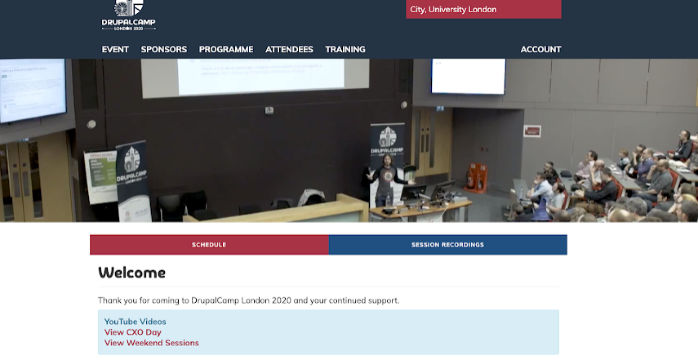 DRUPALCAMP
LONDON 2020
City, University London
EVENT SPONSORS PROGRAMME ATTENDEES TRAINING ACCOUNT
DRUPALCAMP
DRUPALCAMP
SCHEDULE SESSION RECORDINGS
Welcome
Thank you for coming to DrupalCamp London 2020 and your continued support.
YouTube Videos
View CXO Day
View Weekend Sessions